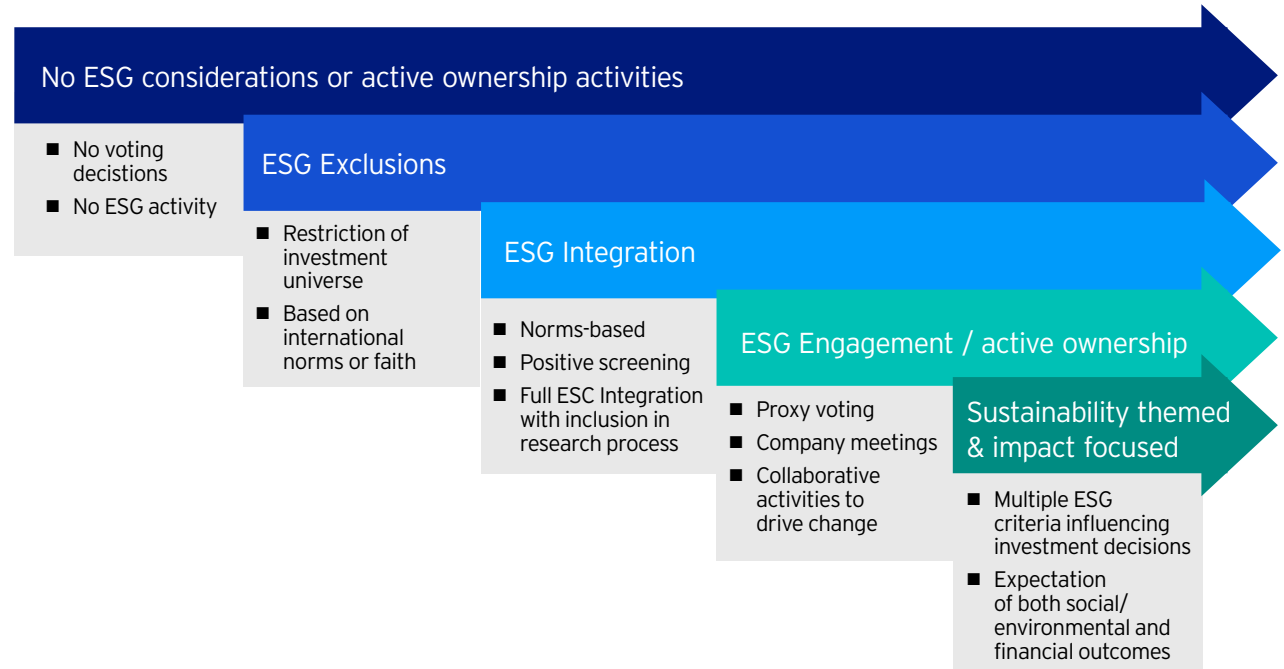 No ESG considerations or active ownership activities
■ No voting
decistions
■ No ESG activity
ESG Exclusions
■ Restriction of
investment
universe
■ Based on
international
norms or faith
ESG Integration
■ Norms-based
■ Positive screening
■ Full ESC Integration
with inclusion in
research process
ESG Engagement / active ownership
■ Proxy voting
■ Company meetings
■ Collaborative
activities to
drive change
Sustainability themed
& impact focused
■ Multiple ESG
criteria influencing
investment decisions
■ Expectation
of both social/
environmental and
financial outcomes